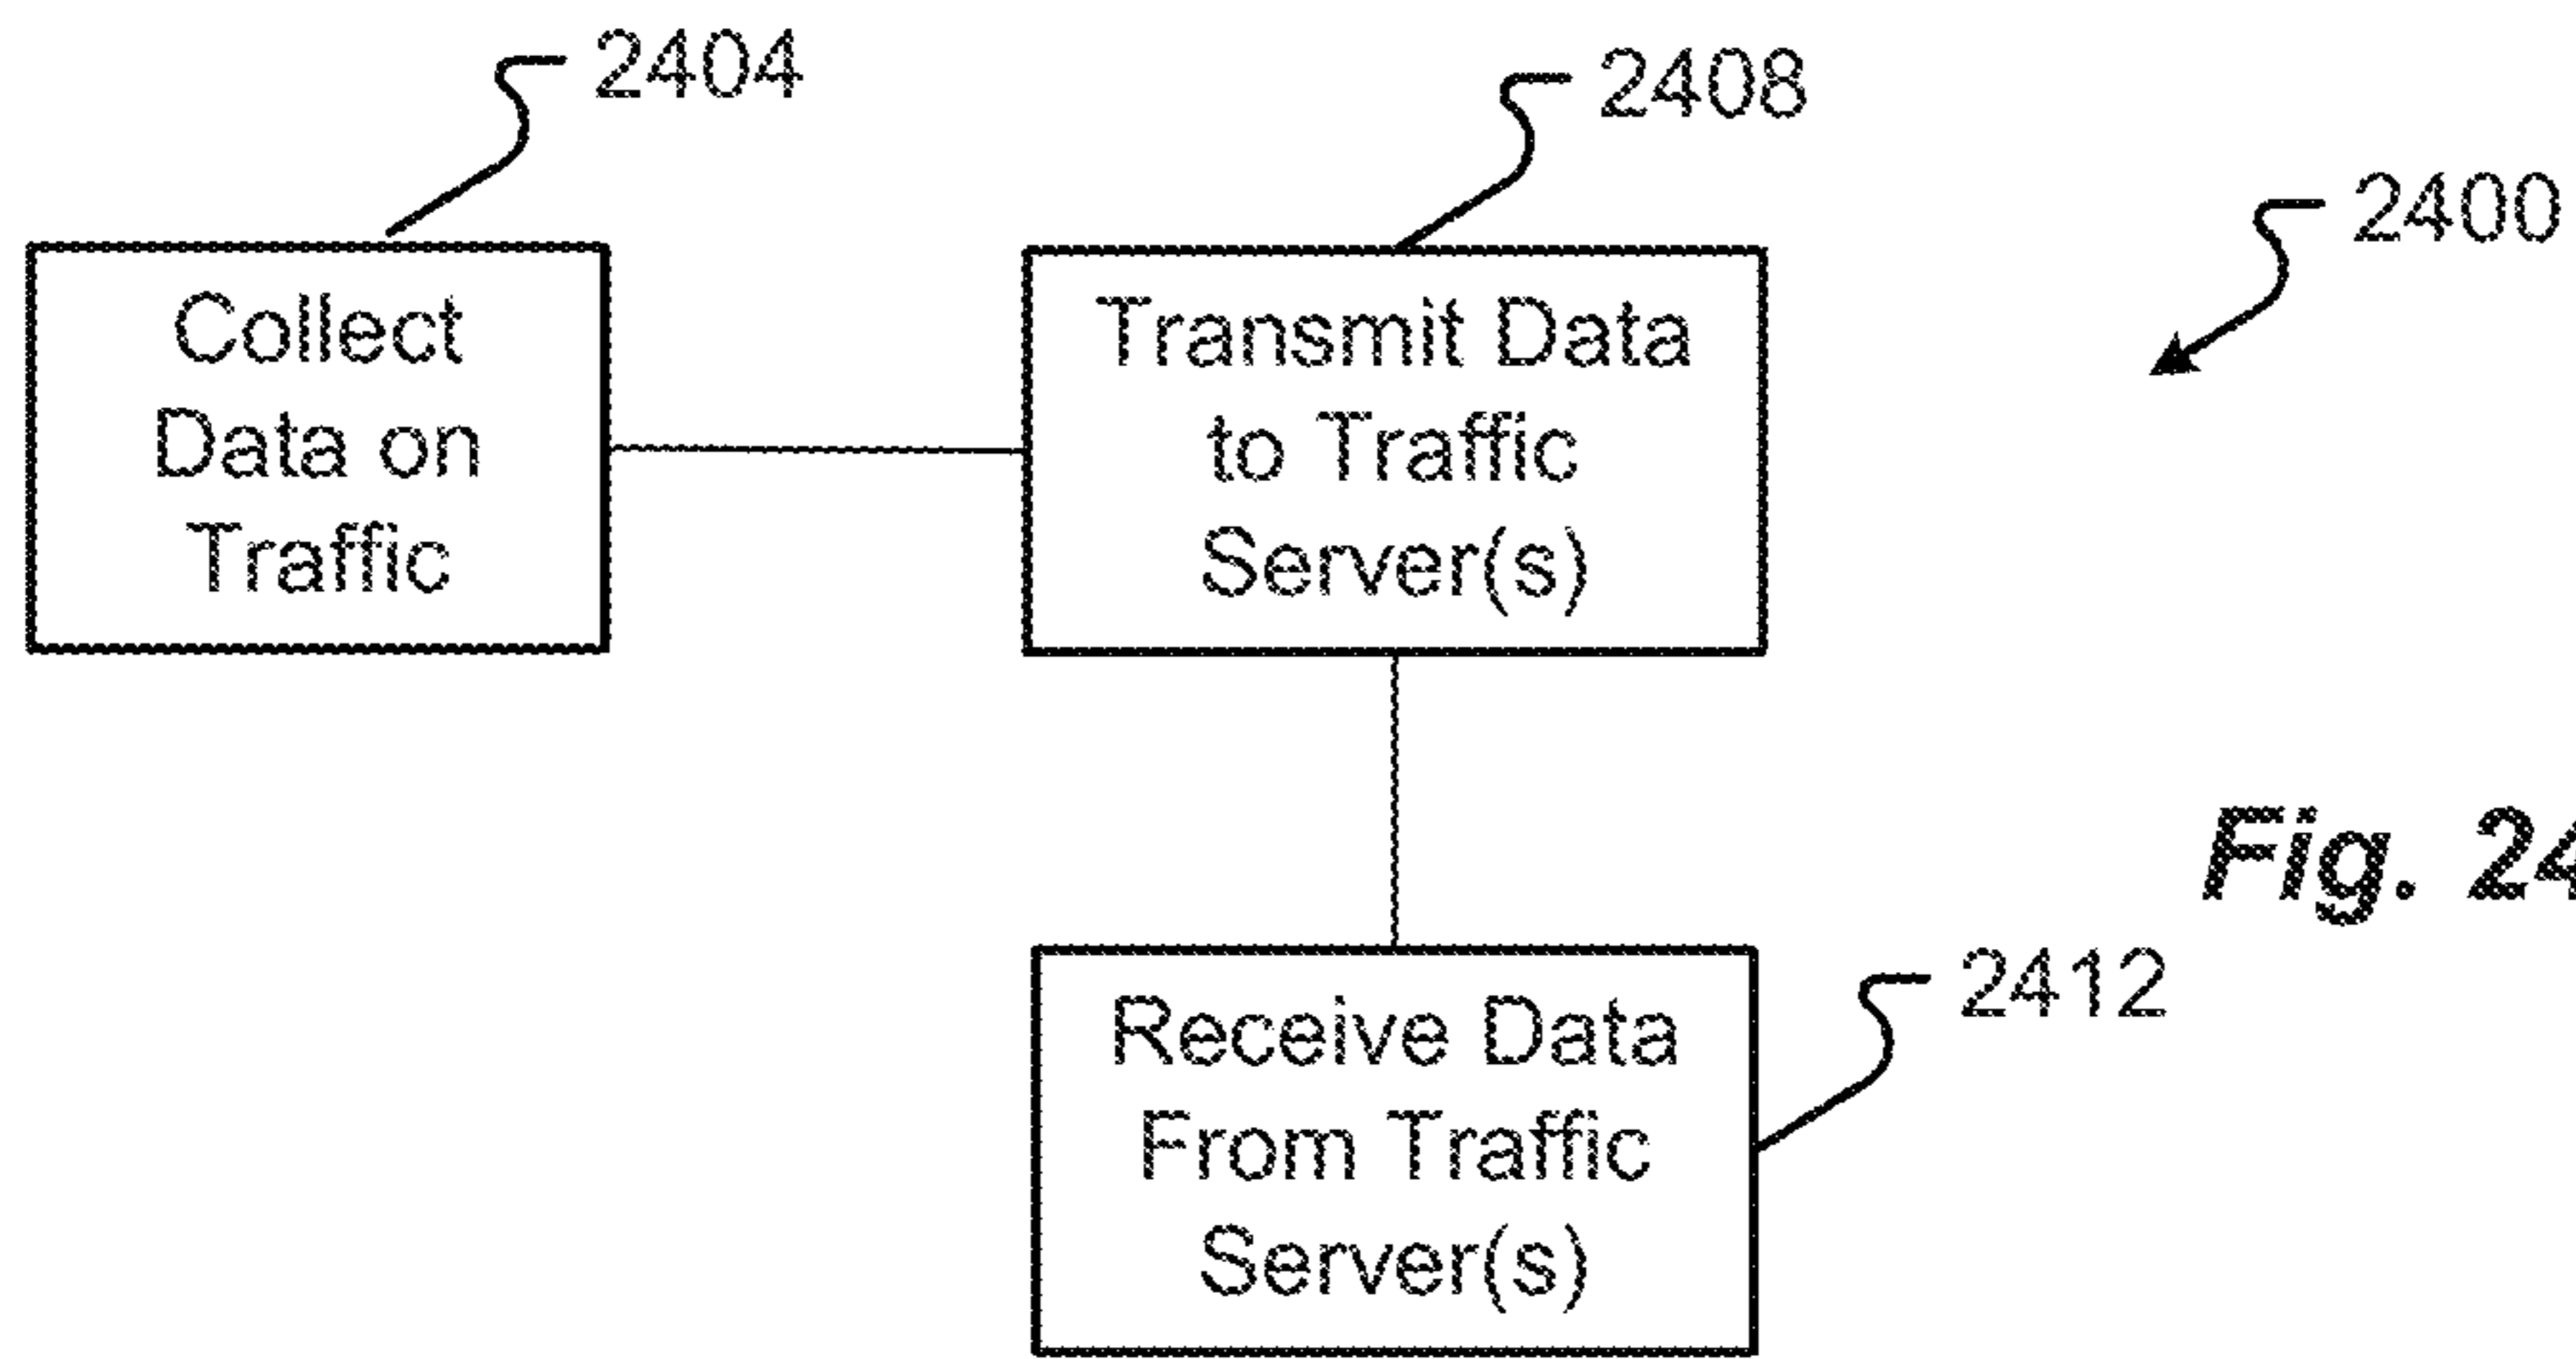 2404
2408
2400
Collect
Data on
Traffic
Transmit Data
to Traffic
Server(s)
Fig. 24
2412
Receive Data
From Traffic
Server(s)